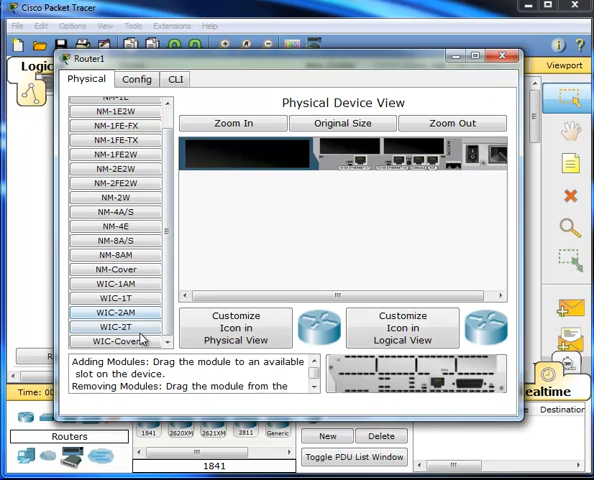 Cisco Packet Tracer
File Edit View Tools Extensions Help
Logic
Viewport
Router1
Physical Config CLI
NM-1E
NM-1E2W
NM-1FE-FX
NM-1FE-TX
NM-1FE2W
NM-2E2W
NM-2FE2W
NM-2W
NM-4A/S
NM-4E
NM-8A/S
NM-8AM
NM-Cover
WIC-1AM
WIC-1T
WIC-2AM
WIC-2T
WIC-Cover
Physical Device View
Zoom In Original Size Zoom Out
Customize
Icon in
Physical View
Customize
Icon in
Logical View
Adding Modules: Drag the module to an available
slot on the device.
Removing Modules: Drag the module from the
Time: 00
ealtime
Routers
1841 2620XM 2621XM 2811 Generic
1841
New Delete
Toggle PDU List Window
Destination